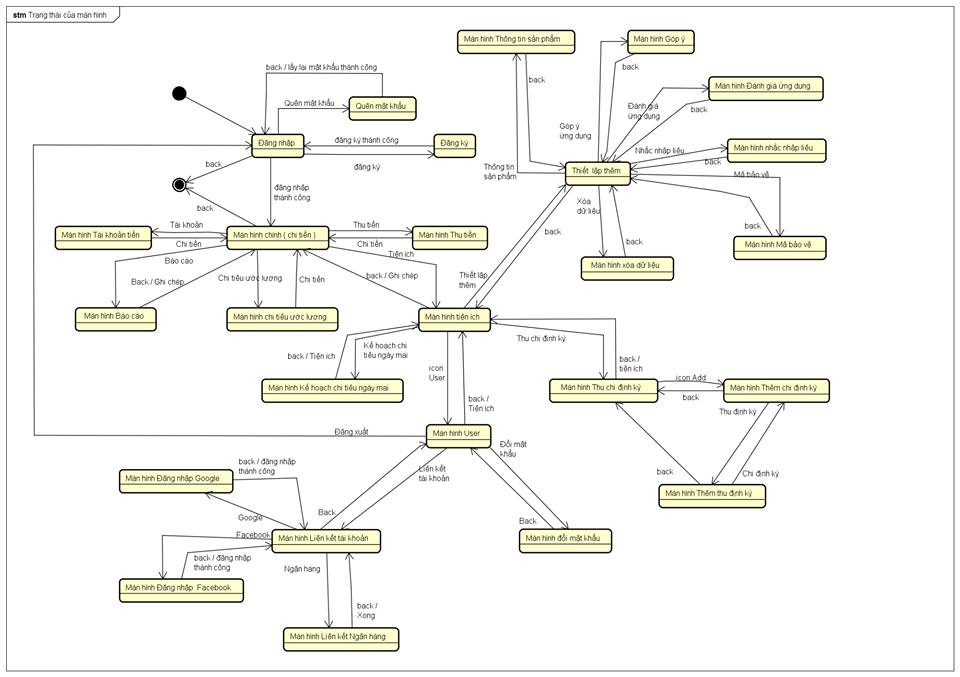 stm Trạng thái của màn hình
Màn hình Thông tin sản phẩm
Màn hình Góp ý
back / lấy lại mật khẩu thành công
back
back
Màn hình Đánh giá ứng dụng
Quên mật khẩu
Quên mật khẩu
Đánh giá
ứng dụng
back
Góp ý
ứng dụng
Đăng nhập
đăng ký thành công
Đăng ký
Nhắc nhập liệu
Màn hình nhắc nhập liệu
back
back
đăng ký
Thông tin
sản phẩm
Thiết lập thêm
Mã bảo vệ
đăng nhập
thành công
Xóa
dữ liệu
back
Tài khoản
Thu tiền
back
back
Màn hình Tài khoản tiền
Màn hình chính ( chi tiền )
Màn hình Thu tiền
back
Màn hình Mã bảo vệ
Chi tiền
Chi tiền
Tiện ích
Báo cáo
Màn hình xóa dữ liệu
Back / Ghi chép
Chi tiêu ước lượng
Chi tiền
back / Ghi chép
Thiết lập
thêm
Màn hình Báo cáo
Màn hình chi tiêu ước lượng
Màn hình tiện ích
Thu chi định kỳ
back / Tiện ích
Kế hoạch chi
tiêu ngày mai
icon
User
back /
tiện ích
icon Add
Màn hình Kế hoạch chi tiêu ngày mai
Màn hình Thu chi định kỳ
back
Màn hình Thêm chi định kỳ
back /
Tiện ích
Thu định kỳ
Đăng xuất
Màn hình User
Đổi mật
khẩu
back / đăng nhập
thành công
Liên kết
tài khoản
back
Chi định kỳ
Màn hình Đăng nhập Google
Màn hình Thêm thu định kỳ
Google
Back
Back
Facebook
Màn hình Liên kết tài khoản
Màn hình đổi mật khẩu
back / đăng nhập
thành công
Ngân hàng
Màn hình Đăng nhập Facebook
back /
Xong
Màn hình Liên kết Ngân hàng